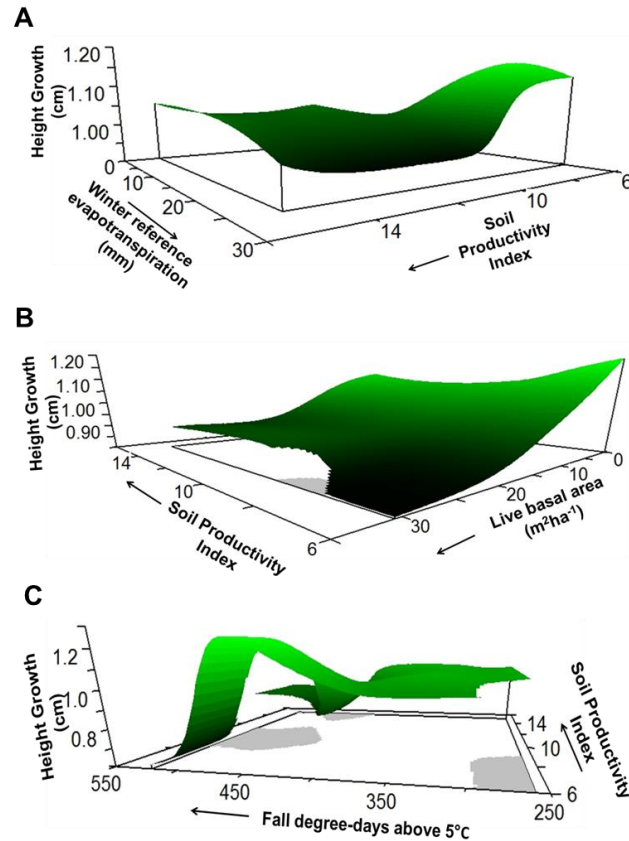 A
Height Growth
(cm)
1.20
1.10
1.00
0
10
20
30
Winter reference
evapotranspiration
(mm)
14
10
6
Soil
Productivity
Index
B
Height Growth
(cm)
1.20
1.10
1.00
0.90
14
10
6
Soil Productivity
Index
30
20
10
0
Live basal area
(m²ha⁻¹)
C
Height Growth
(cm)
1.2
1.0
0.8
550
450
350
250
Fall degree-days above 5°C
14
10
6
Soil Productivity
Index